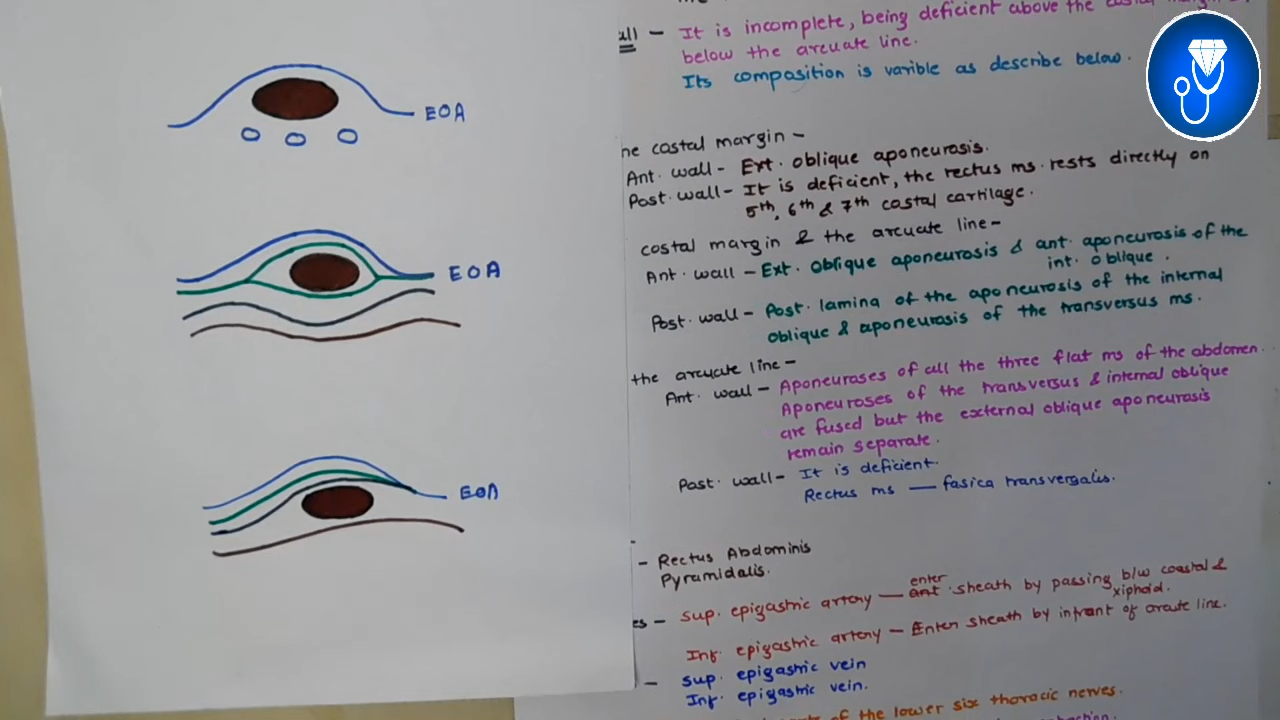 EOA
EOA
EOA
all - It is incomplete, being deficient above the costal margin &
below the arcuate line.
Its composition is varible as describe below.
he costal margin -
Ant. wall - Ext. oblique aponeurosis.
Post. wall - It is deficient, the rectus ms. rests directly on
5th, 6th & 7th costal cartilage.
costal margin & the arcuate line -
Ant. wall - Ext. oblique aponeurosis & ant. aponeurosis of the
int. oblique.
Post. wall - Post. lamina of the aponeurosis of the internal
oblique & aponeurosis of the transversus ms.
the arcuate line -
Ant. wall - Aponeuroses of all the three flat ms of the abdomen.
Aponeuroses of the transversus & internal oblique
are fused but the external oblique aponeurosis
remain separate.
Post. wall - It is deficient.
Rectus ms — fasica transvergalis.
- Rectus Abdominis
Pyramidalis.
es - sup. epigastric artery — enter sheath by passing b/w coastal &
xiphoid.
Inf. epigastric artery - Enter sheath by infront of arcute line.
- sup. epigastric vein
Inf. epigastric vein.
of the lower six thoracic nerves.